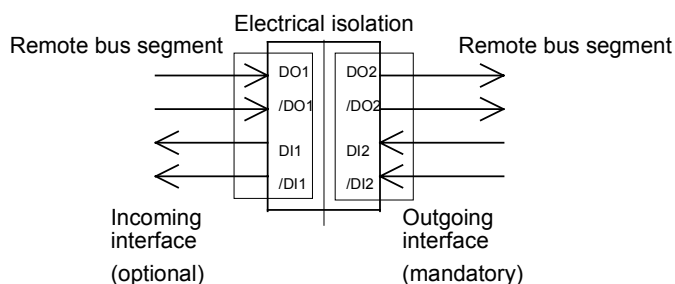 Electrical isolation
Remote bus segment
Remote bus segment
DO1
DO2
/DO1
/DO2
DI1
DI2
/DI1
/DI2
Incoming
interface
(optional)
Outgoing
interface
(mandatory)